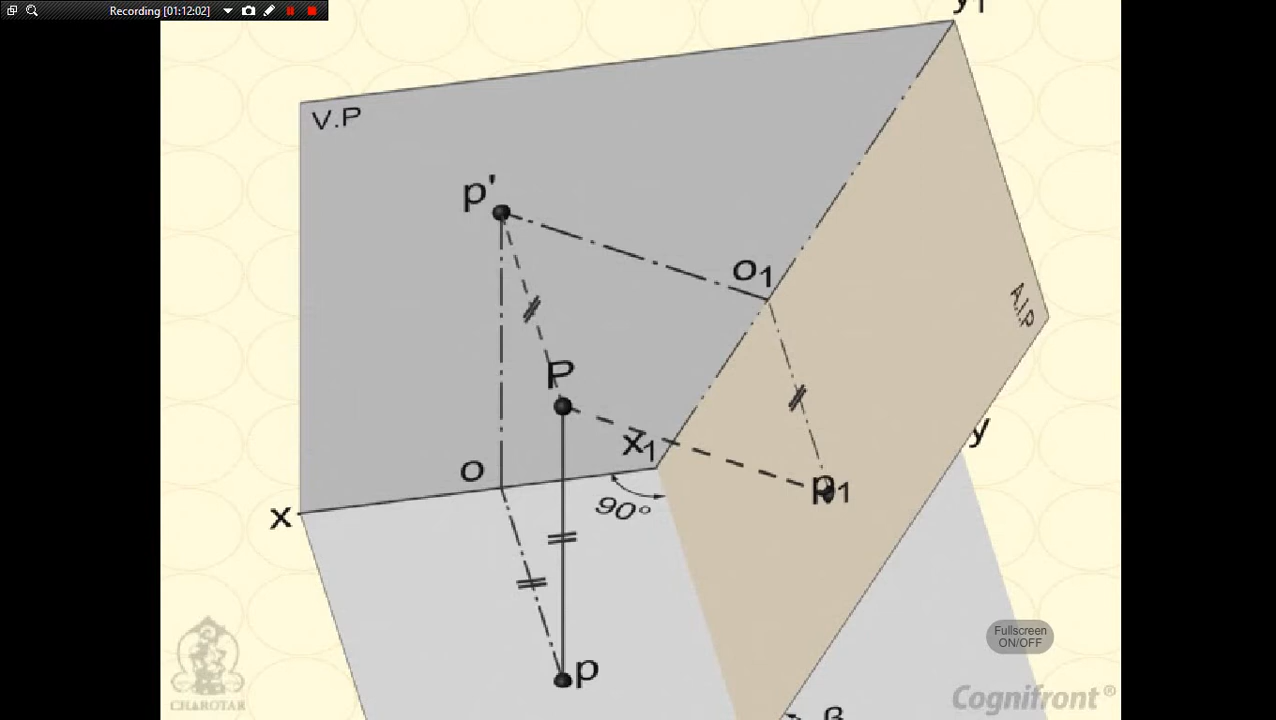 Recording [01:12:02]
y1
V.P
p'
o1
A.I.P
P
x1
y
o
90°
p1
x
Fullscreen
ON/OFF
p
CHAROTAR
Cognifront®
β